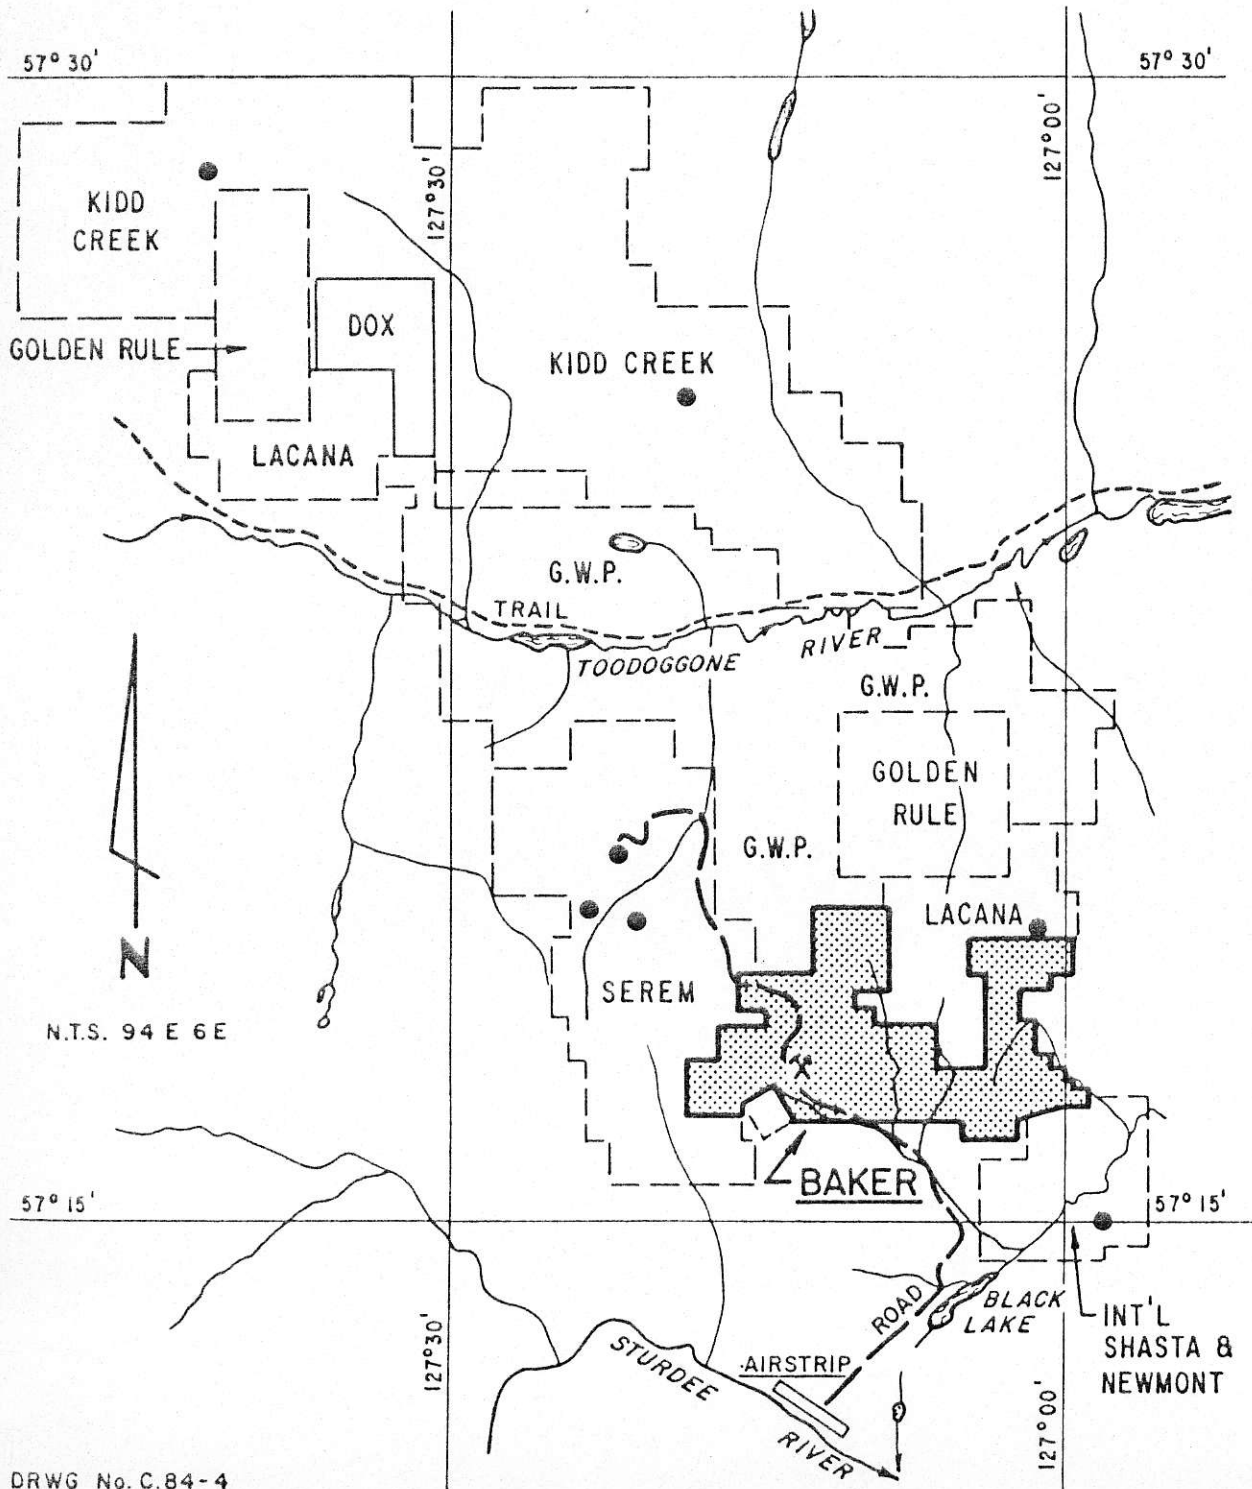 57° 30'
57° 30'
127° 30'
127° 00'
KIDD
CREEK
GOLDEN RULE
DOX
KIDD CREEK
LACANA
G.W.P.
TRAIL
TOODOGGONE
RIVER
G.W.P.
GOLDEN
RULE
G.W.P.
LACANA
N
SEREM
N.T.S. 94 E 6E
BAKER
57° 15'
57° 15'
127° 30'
ROAD
BLACK
LAKE
INT'L
SHASTA &
NEWMONT
STURDEE
RIVER
AIRSTRIP
127° 00'
DRWG No. C.84-4